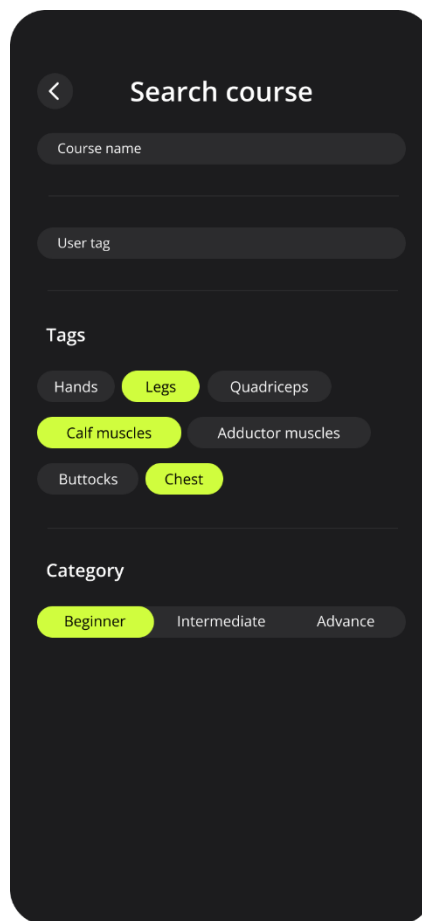 Search course
Course name
User tag
Tags
Hands Legs Quadriceps
Calf muscles Adductor muscles
Buttocks Chest
Category
Beginner Intermediate Advance